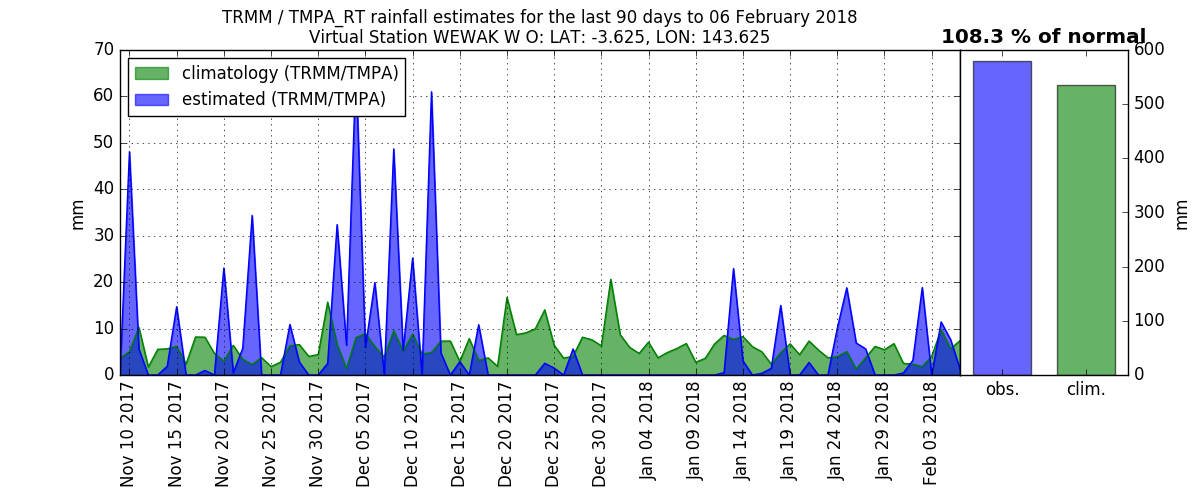 TRMM / TMPA_RT rainfall estimates for the last 90 days to 06 February 2018
Virtual Station WEWAK W O: LAT: -3.625, LON: 143.625
108.3 % of normal
climatology (TRMM/TMPA)
estimated (TRMM/TMPA)
70
60
50
40
30
20
10
0
mm
600
500
400
300
200
100
0
mm
Nov 10 2017
Nov 15 2017
Nov 20 2017
Nov 25 2017
Nov 30 2017
Dec 05 2017
Dec 10 2017
Dec 15 2017
Dec 20 2017
Dec 25 2017
Dec 30 2017
Jan 04 2018
Jan 09 2018
Jan 14 2018
Jan 19 2018
Jan 24 2018
Jan 29 2018
Feb 03 2018
obs.
clim.